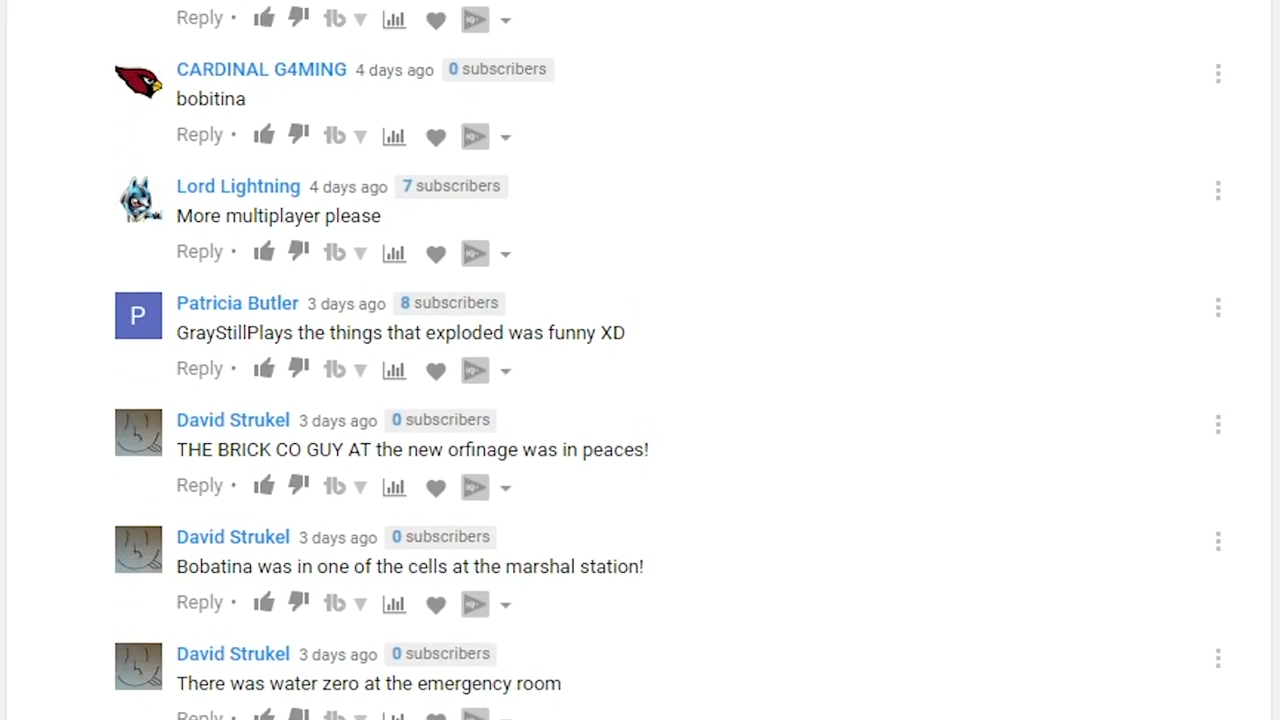 Reply •
CARDINAL G4MING 4 days ago 0 subscribers
bobitina
Reply •
Lord Lightning 4 days ago 7 subscribers
More multiplayer please
Reply •
P
Patricia Butler 3 days ago 8 subscribers
GrayStillPlays the things that exploded was funny XD
Reply •
David Strukel 3 days ago 0 subscribers
THE BRICK CO GUY AT the new orfinage was in peaces!
Reply •
David Strukel 3 days ago 0 subscribers
Bobatina was in one of the cells at the marshal station!
Reply •
David Strukel 3 days ago 0 subscribers
There was water zero at the emergency room
Reply •